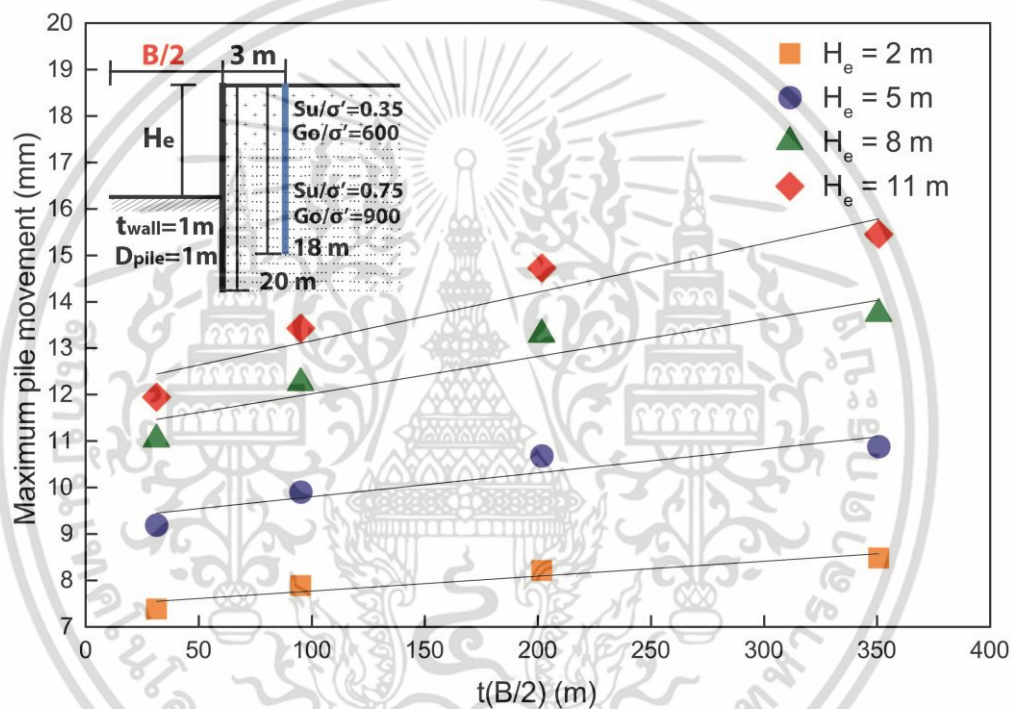 20
19
18
17
16
15
14
13
12
11
10
9
8
7
Maximum pile movement (mm)
B/2
3 m
He
Su/σ'=0.35
Go/σ'=600
Su/σ'=0.75
Go/σ'=900
twall=1m
Dpile=1m
18 m
20 m
He = 2 m
He = 5 m
He = 8 m
He = 11 m
0 50 100 150 200 250 300 350 400
t(B/2) (m)